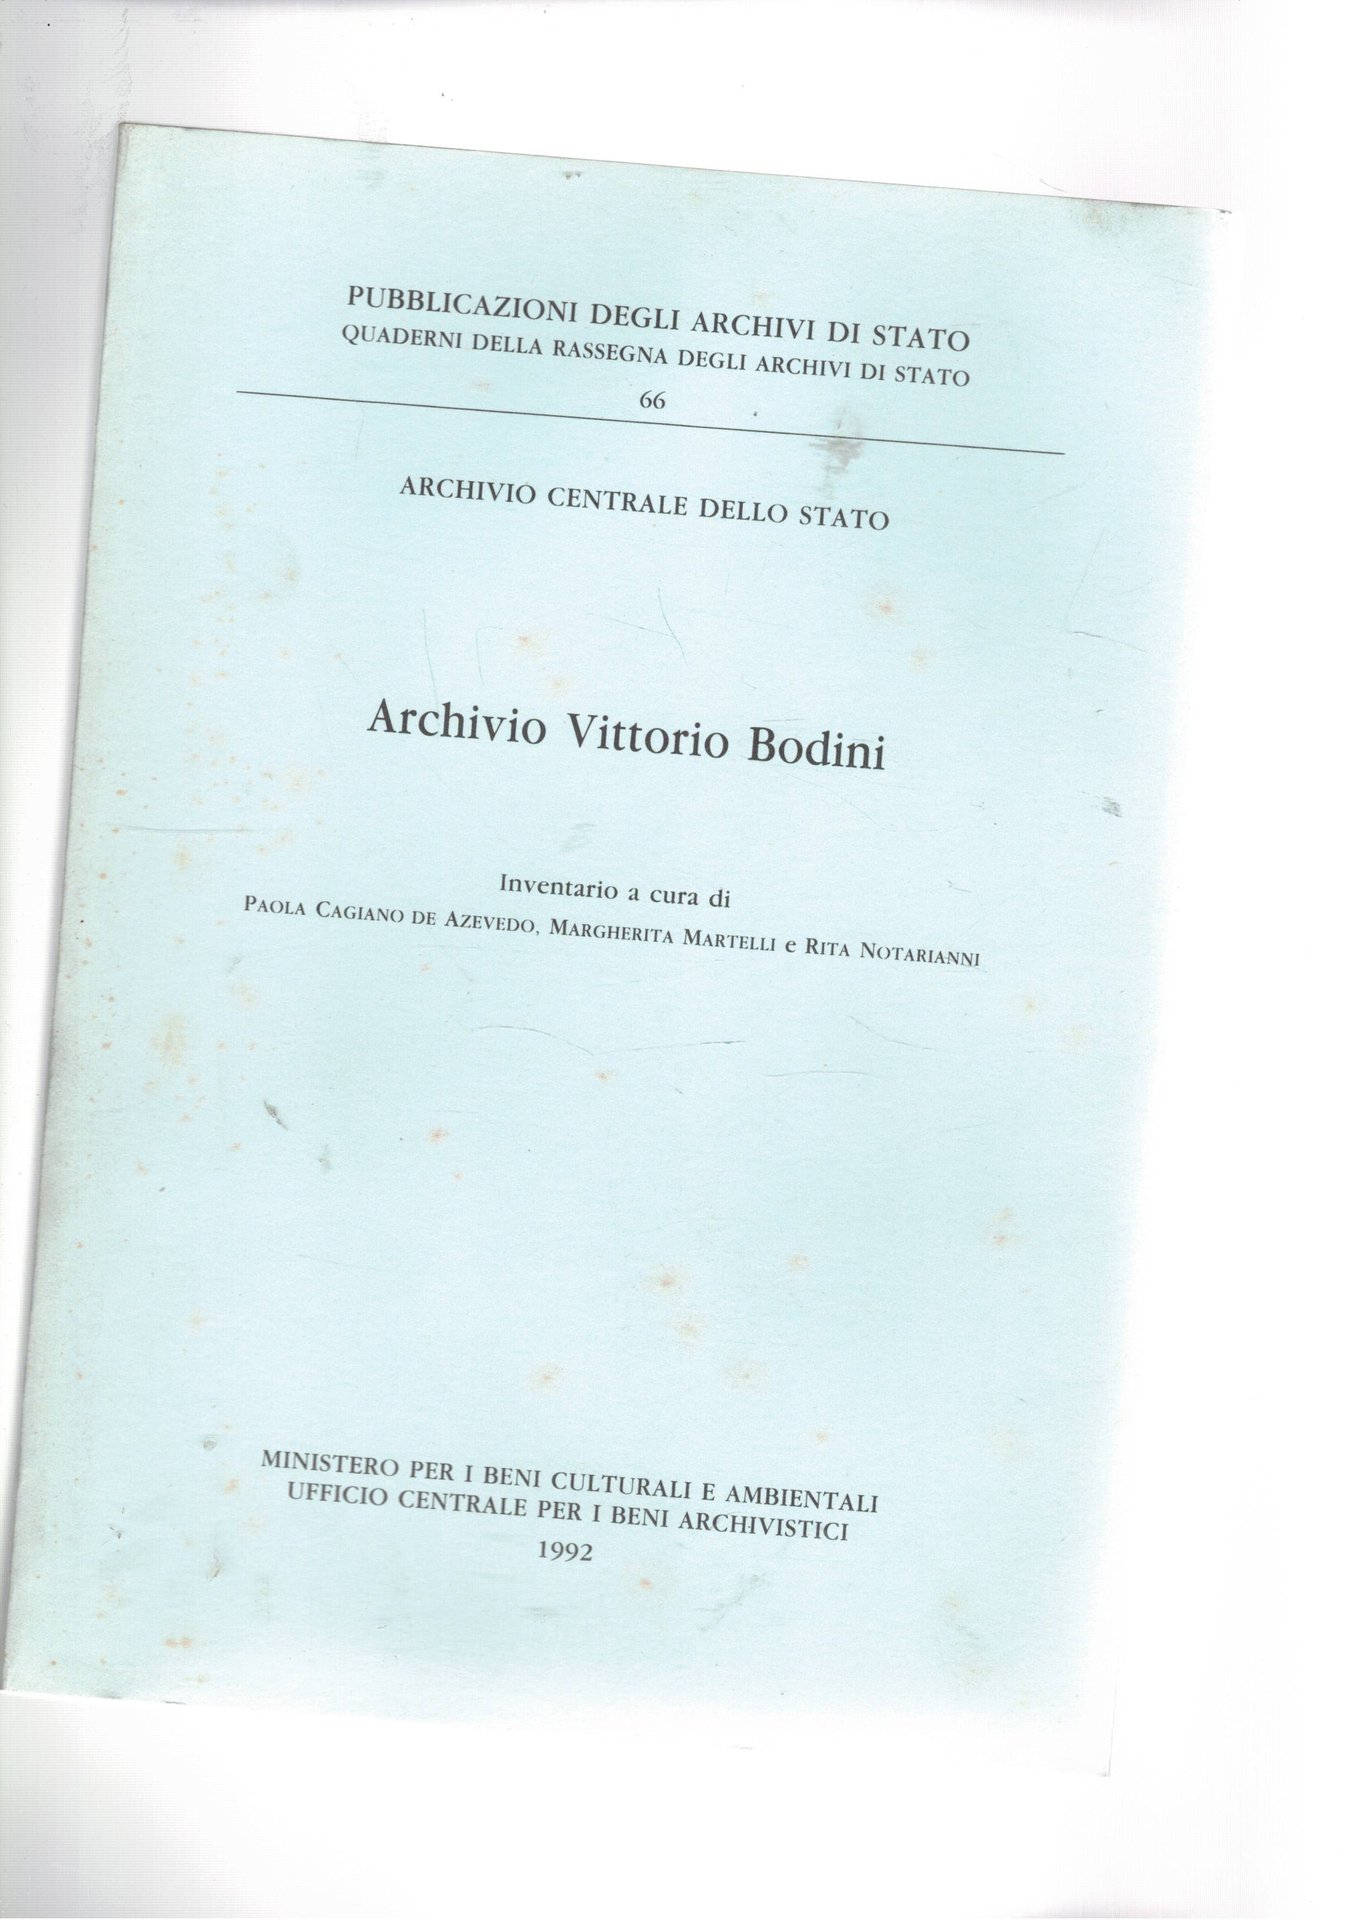 PUBBLICAZIONI DEGLI ARCHIVI DI STATO
QUADERNI DELLA RASSEGNA DEGLI ARCHIVI DI STATO
66
ARCHIVIO CENTRALE DELLO STATO
Archivio Vittorio Bodini
Inventario a cura di
PAOLA CAGIANO DE AZEVEDO, MARGHERITA MARTELLI e RITA NOTARIANNI
MINISTERO PER I BENI CULTURALI E AMBIENTALI
UFFICIO CENTRALE PER I BENI ARCHIVISTICI
1992